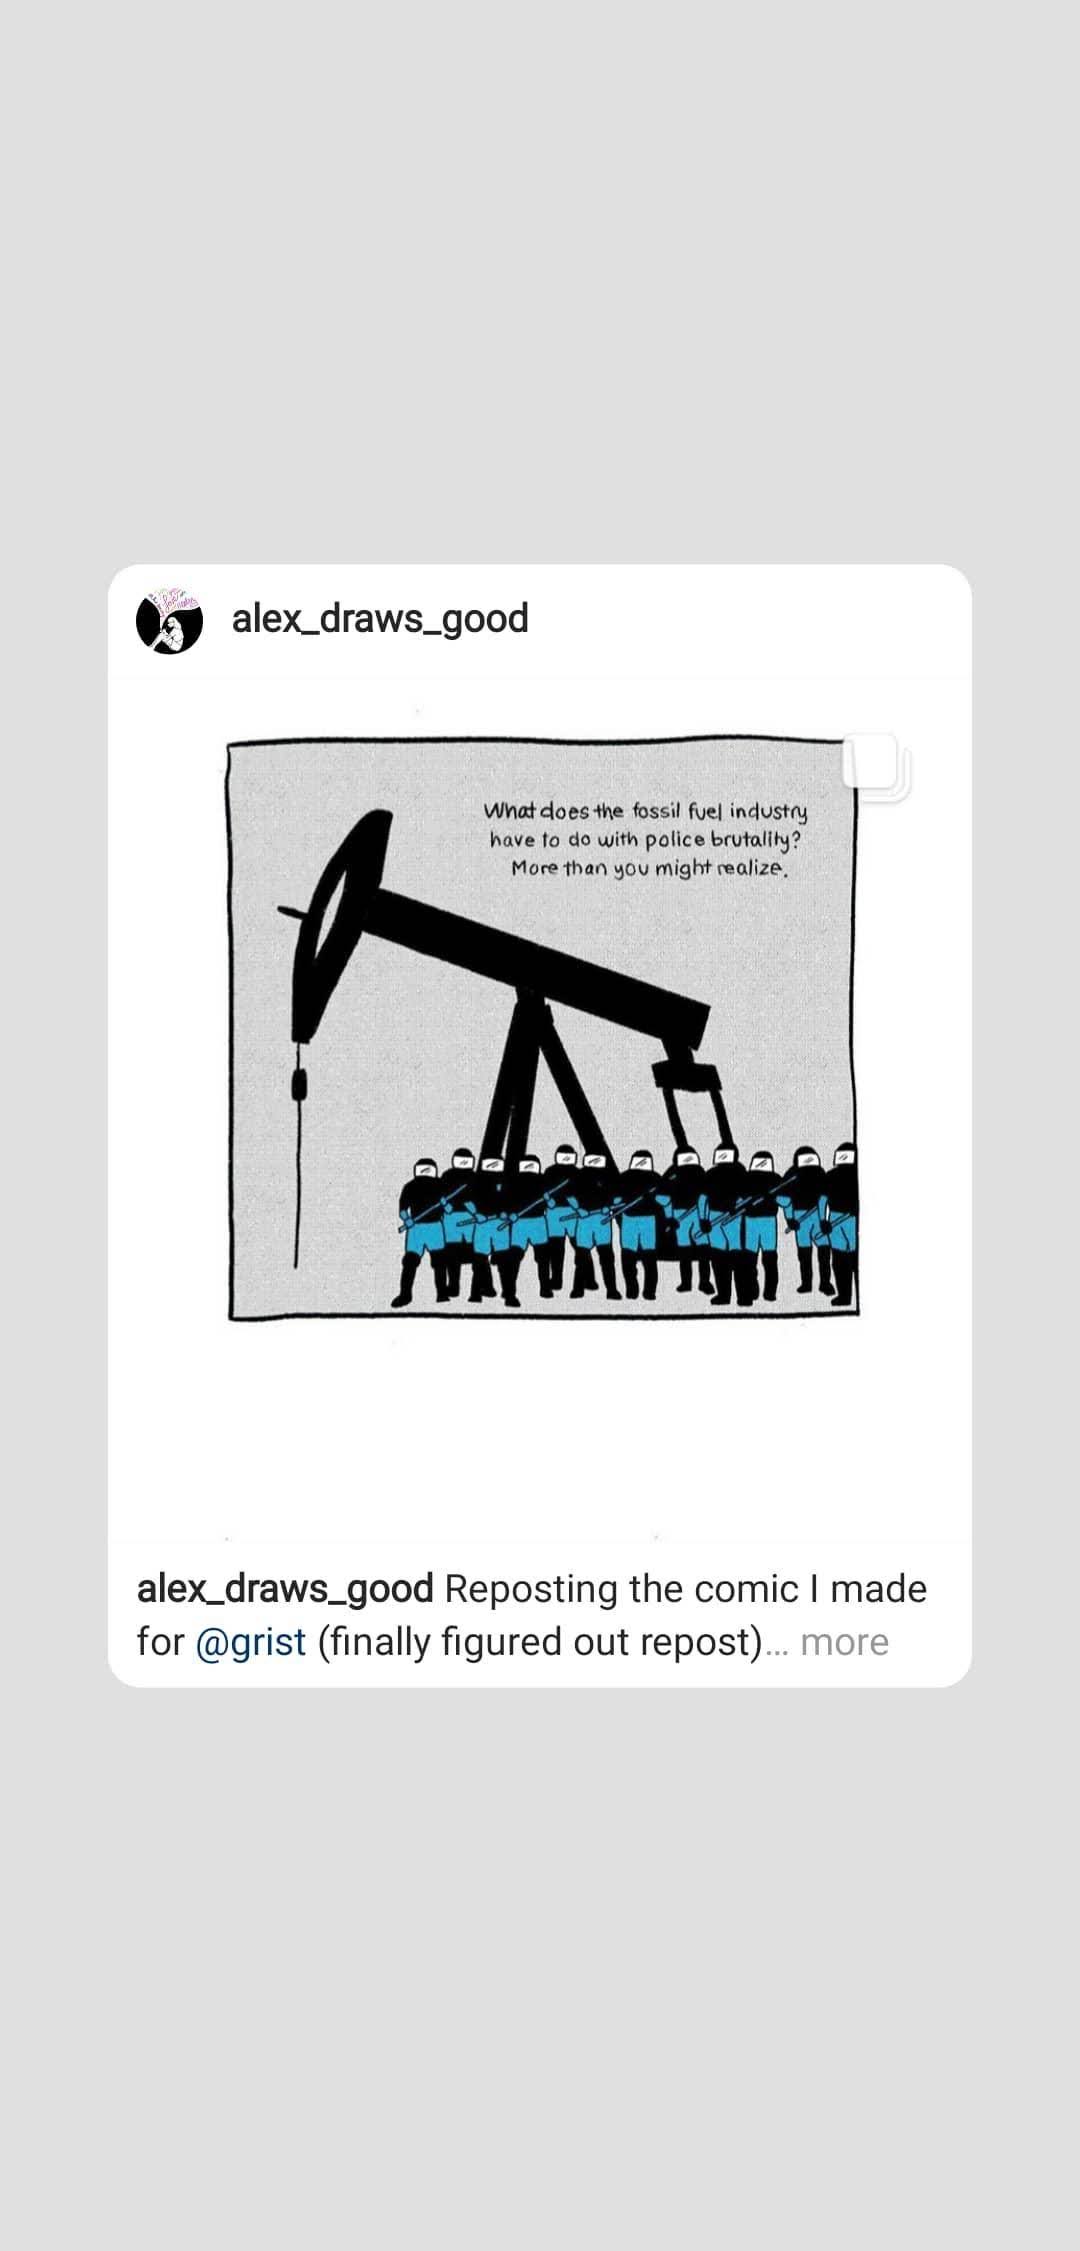 alex_draws_good
What does the fossil fuel industry
have to do with police brutality?
More than you might realize.
alex_draws_good Reposting the comic I made
for @grist (finally figured out repost)... more